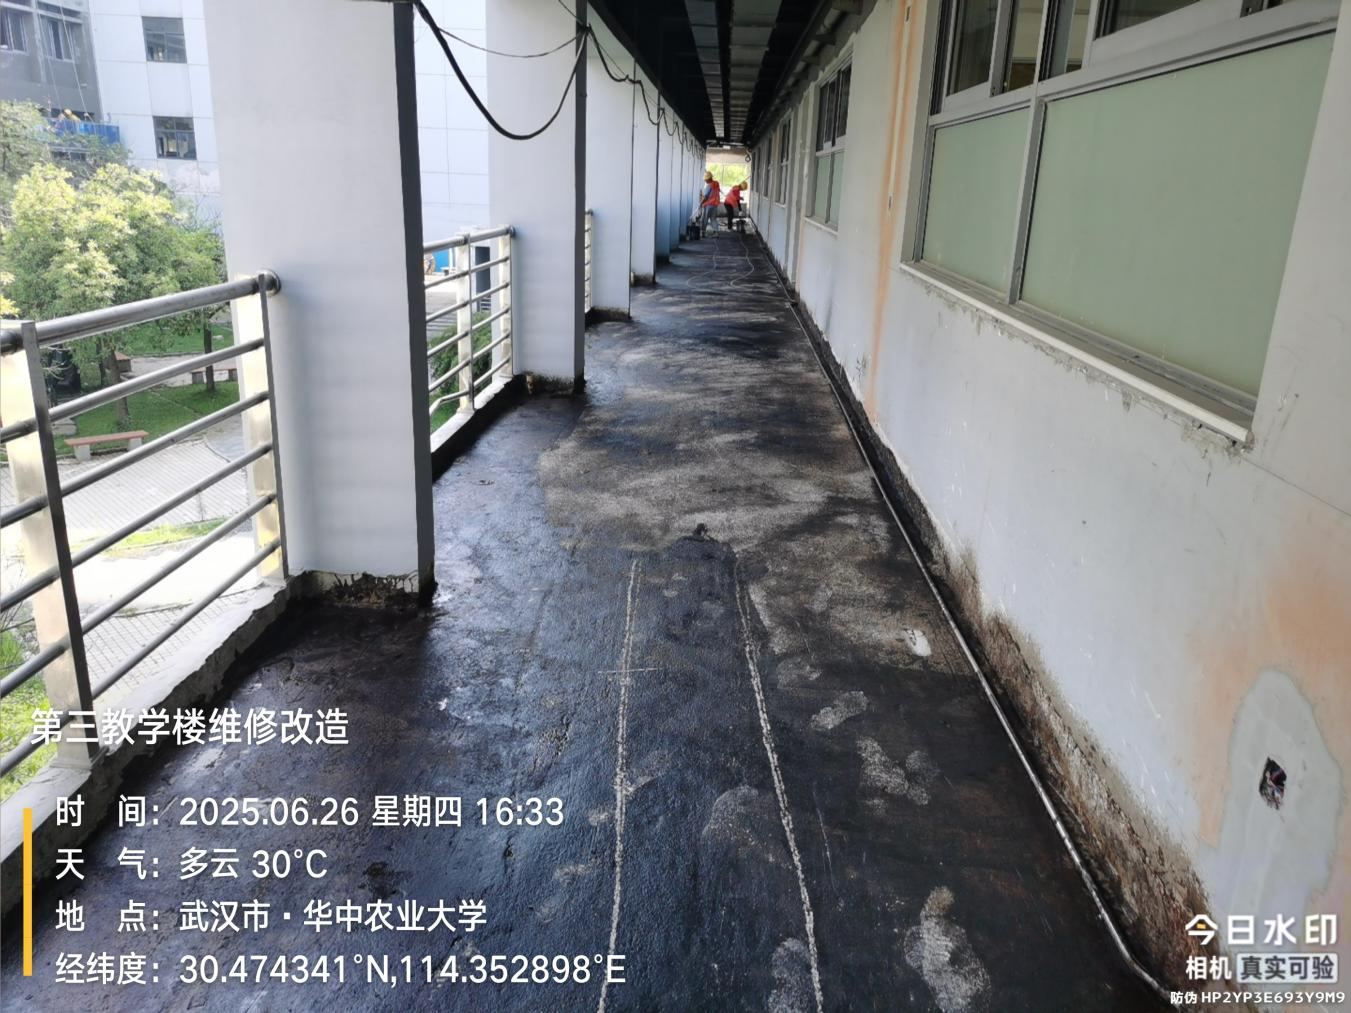 第三教学楼维修改造
时 间：2025.06.26 星期四 16:33
天 气：多云 30°C
地 点：武汉市·华中农业大学
经纬度：30.474341°N,114.352898°E
今日水印
相机 真实可验
防伪 HP2YP3E693Y9M9